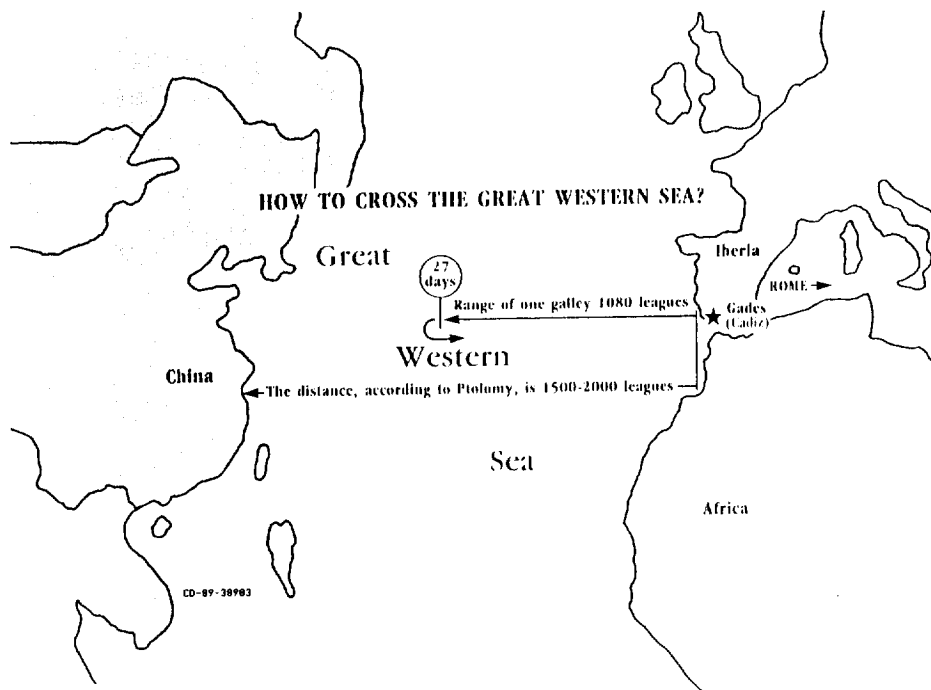 HOW TO CROSS THE GREAT WESTERN SEA?
Great
Iberia
27
days
ROME
Range of one galley 1080 leagues
Gades
(Cadiz)
Western
China
The distance, according to Ptolomy, is 1500-2000 leagues
Sea
Africa
CD-89-38983